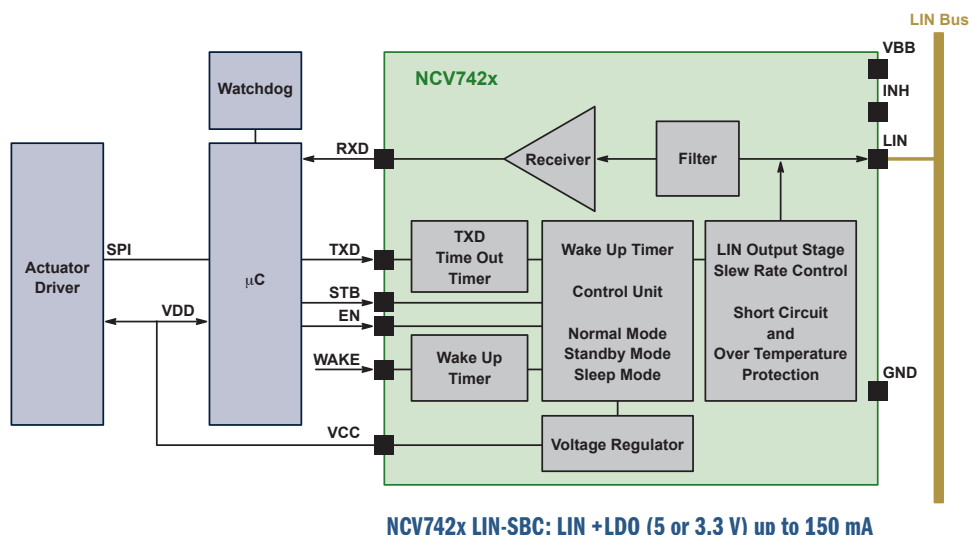 LIN Bus
VBB
NCV742x
Watchdog
INH
RXD
LIN
Receiver
Filter
SPI
TXD
TXD
Time Out
Timer
Wake Up Timer
Control Unit
Normal Mode
Standby Mode
Sleep Mode
LIN Output Stage
Slew Rate Control
Short Circuit
and
Over Temperature
Protection
Actuator
Driver
µC
STB
VDD
EN
WAKE
Wake Up
Timer
GND
VCC
Voltage Regulator
NCV742x LIN-SBC: LIN +LDO (5 or 3.3 V) up to 150 mA